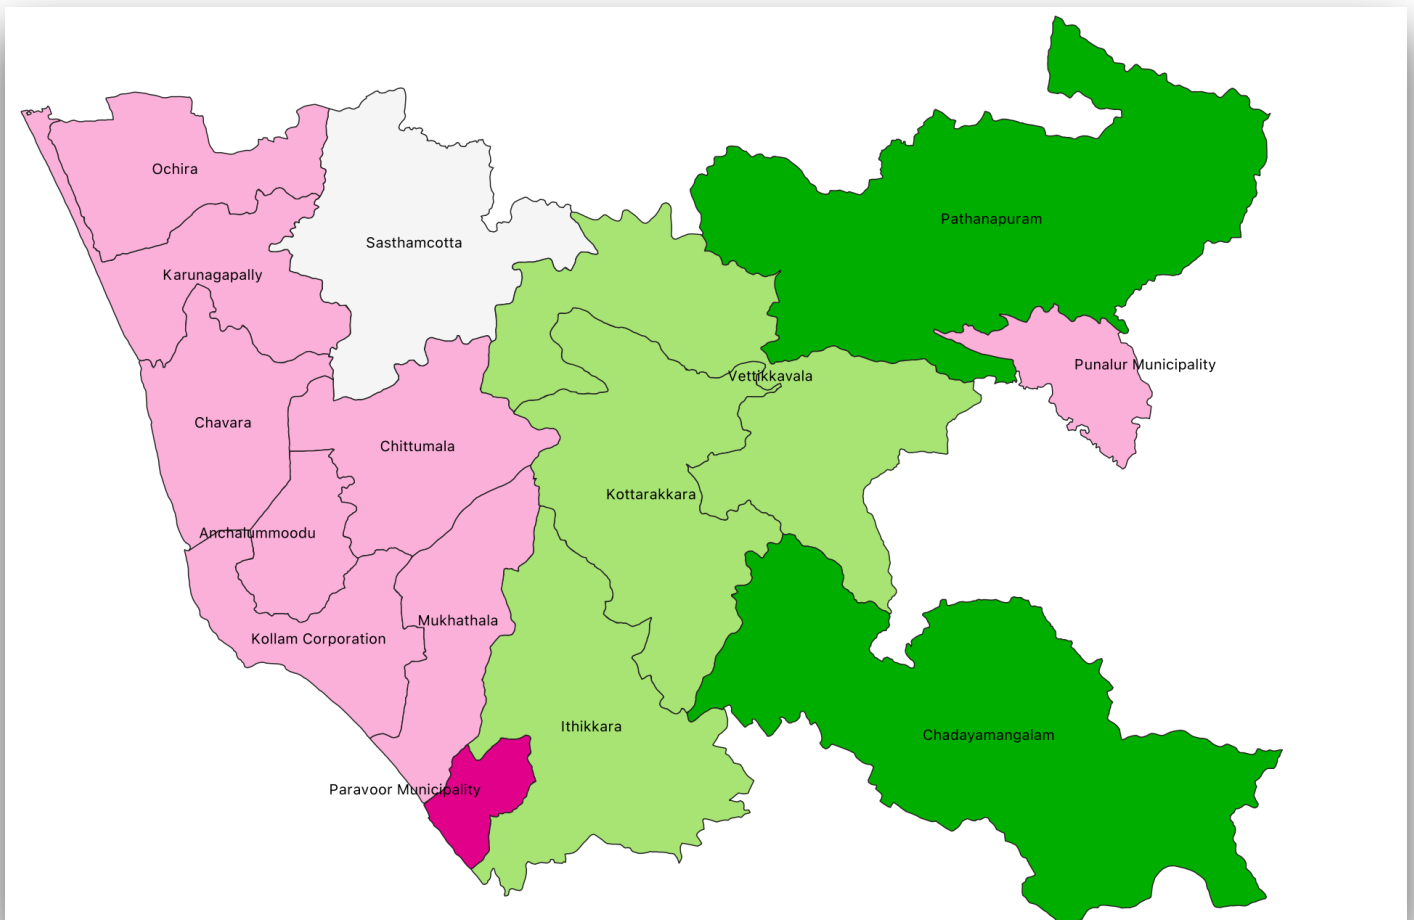 Ochira
Pathanapuram
Sasthamcotta
Karunagapally
Punalur Municipality
Vettikkavala
Chavara
Chittumala
Kottarakkara
Anchalummoodu
Mukhathala
Kollam Corporation
Ithikkara
Chadayamangalam
Paravoor Municipality